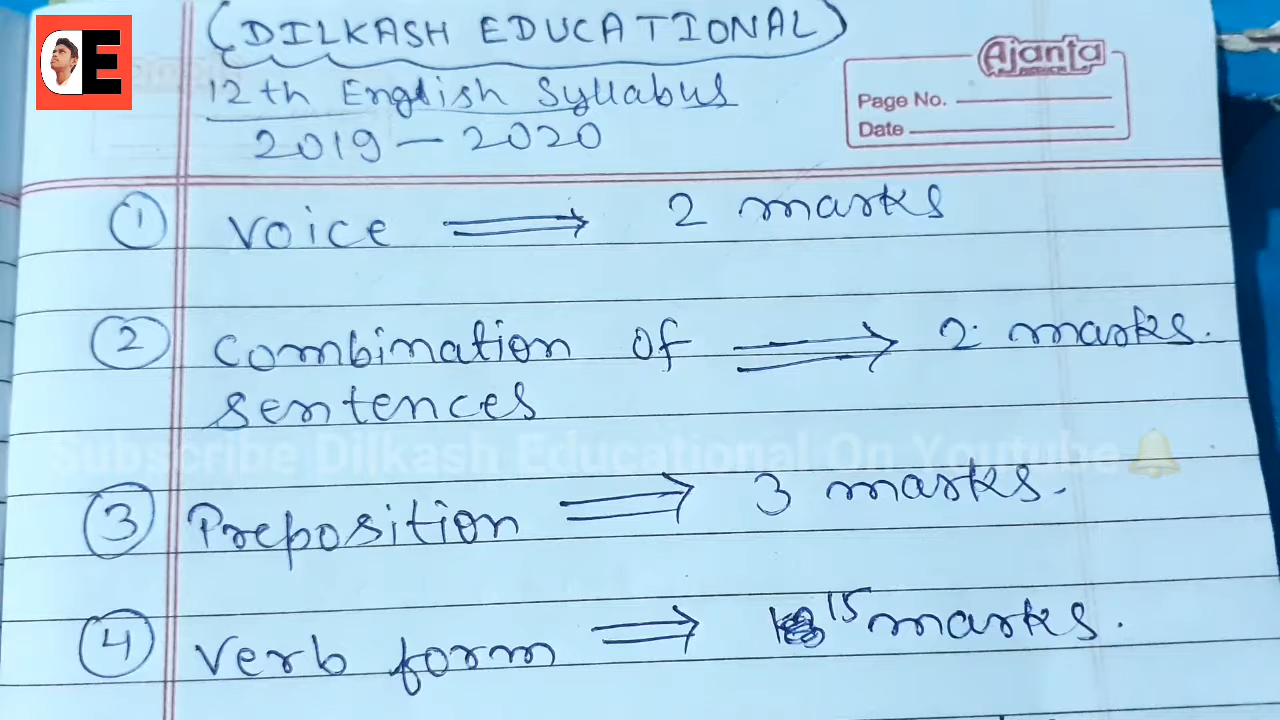 (DILKASH EDUCATIONAL)
E
Ajanta
12th English Syllabus
Page No.
2019 - 2020
Date
① Voice ⟹ 2 marks
② Combination of ⟹ 2 marks.
sentences
Subscribe Dilkash Educational On Youtube
③ Preposition ⟹ 3 marks.
④ Verb form ⟹ 15 marks.